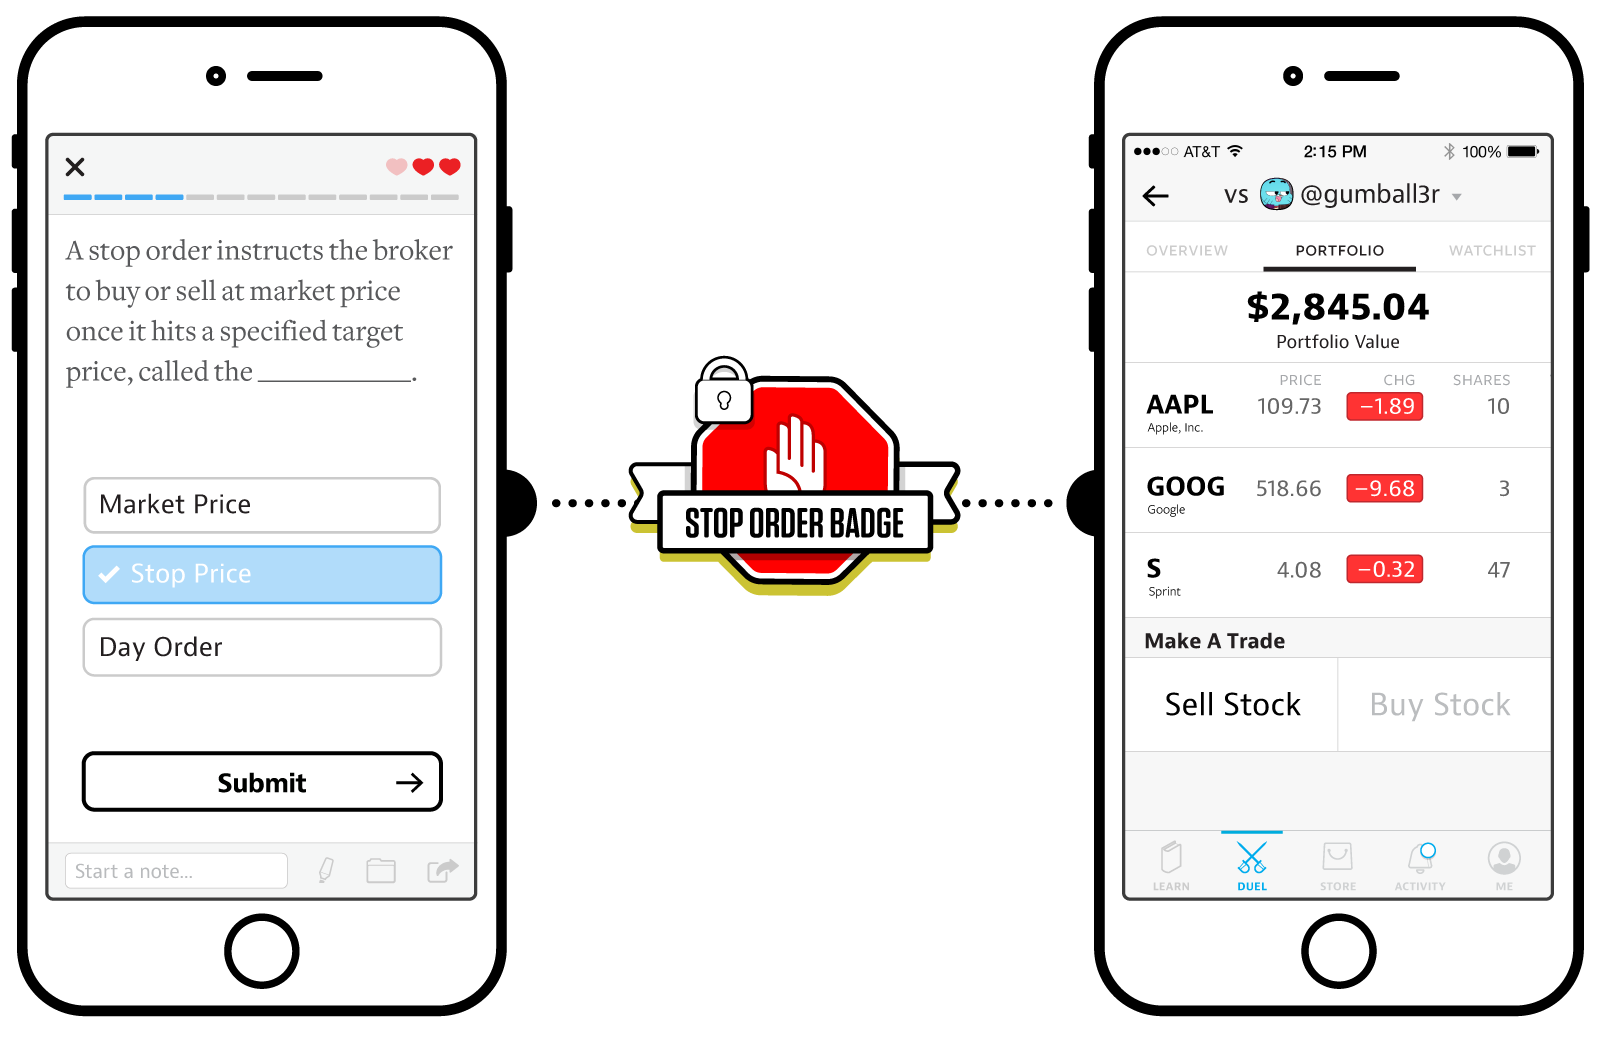 A stop order instructs the broker
to buy or sell at market price
once it hits a specified target
price, called the ___________.
Market Price
Stop Price
Day Order
Submit
Start a note...
STOP ORDER BADGE
AT&T 2:15 PM 100%
vs @gumball3r
OVERVIEW PORTFOLIO WATCHLIST
$2,845.04
Portfolio Value
PRICE CHG SHARES
AAPL 109.73 −1.89 10
Apple, Inc.
GOOG 518.66 −9.68 3
Google
S 4.08 −0.32 47
Sprint
Make A Trade
Sell Stock Buy Stock
LEARN DUEL STORE ACTIVITY ME